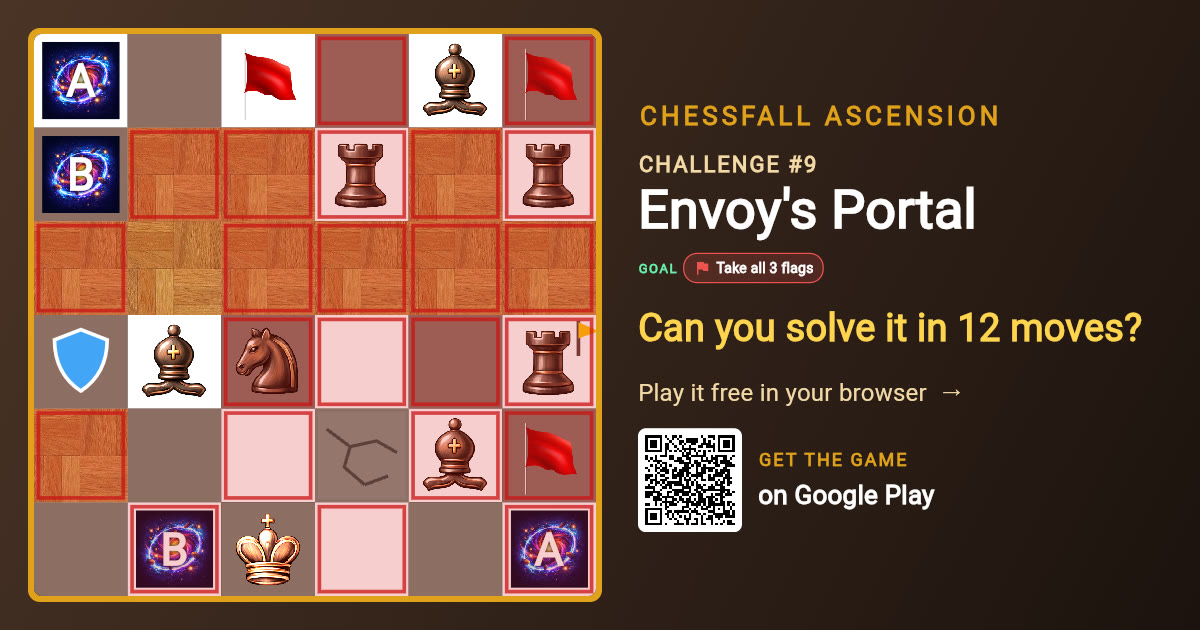 A
B
B
A
CHESSFALL ASCENSION
CHALLENGE #9
Envoy's Portal
GOAL Take all 3 flags
Can you solve it in 12 moves?
Play it free in your browser →
GET THE GAME
on Google Play